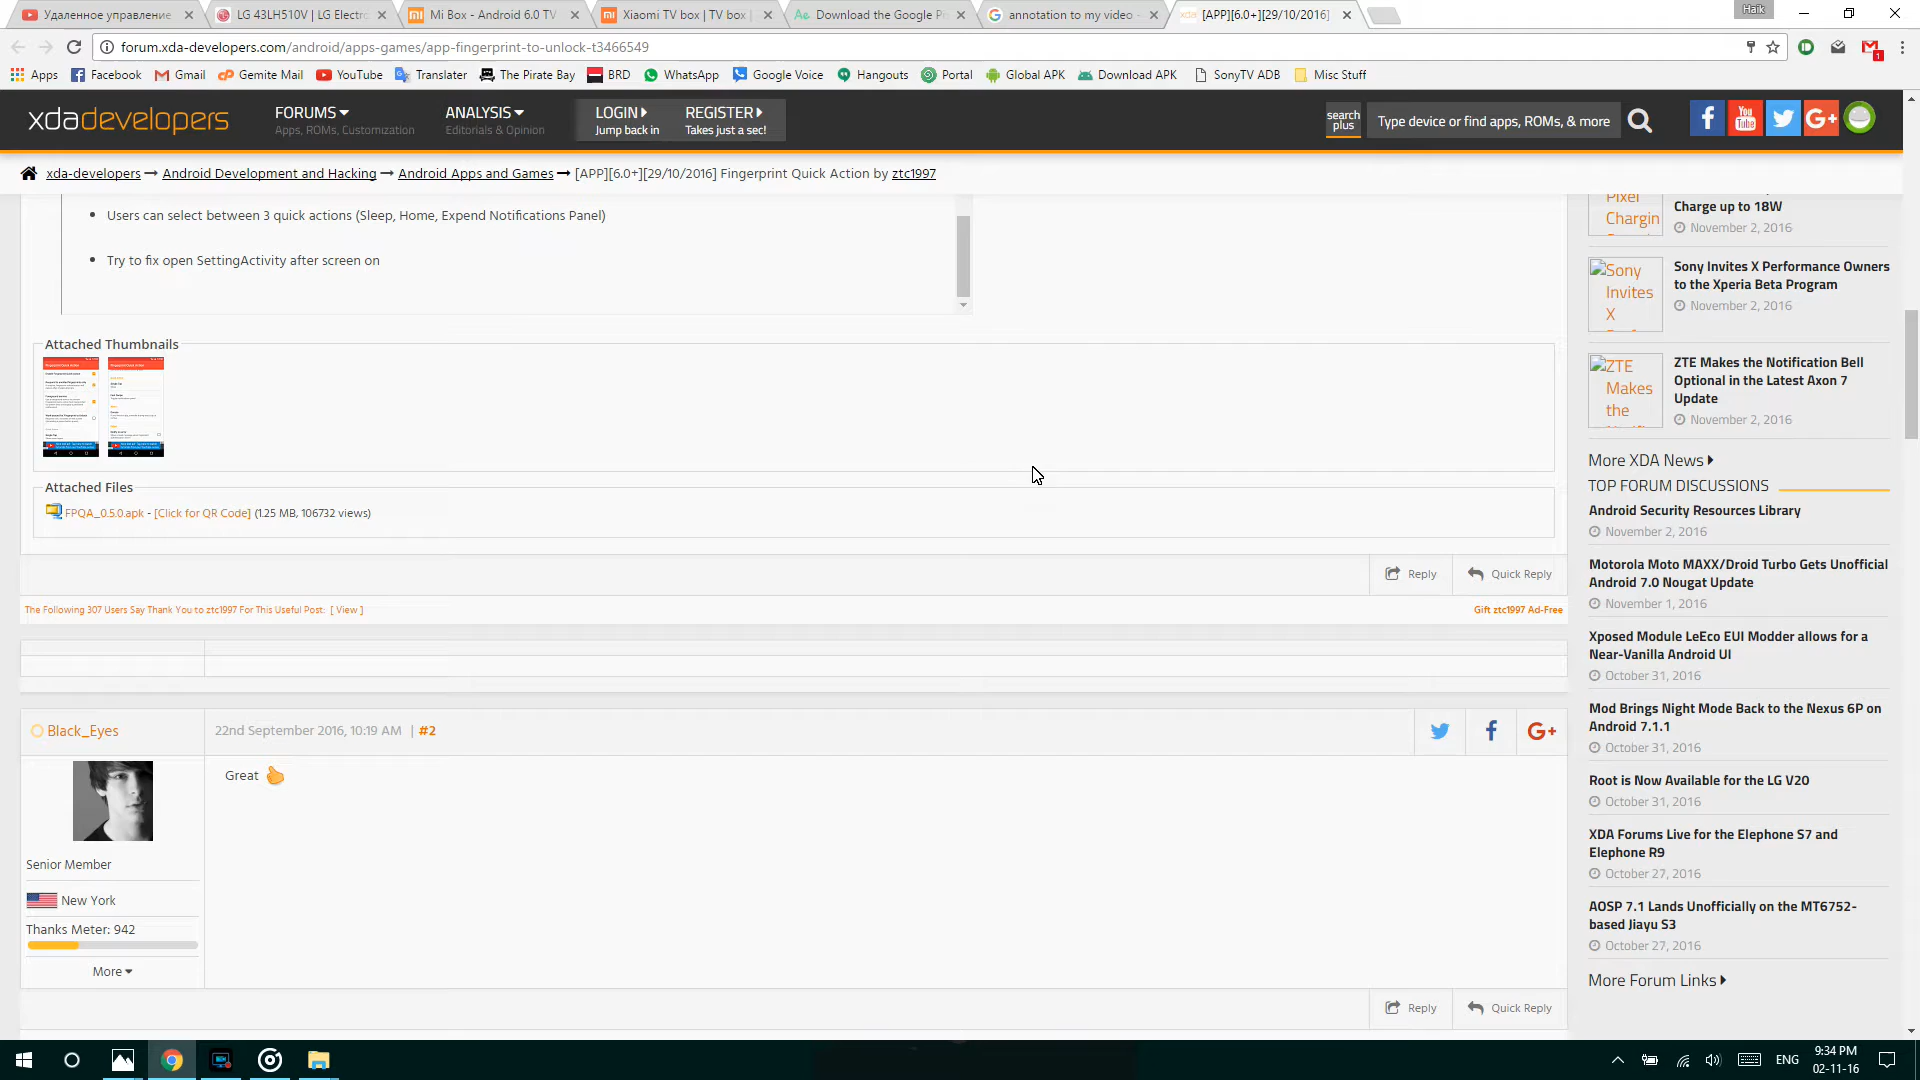 Удаленное управление
LG 43LH510V | LG Electro
Mi Box - Android 6.0 TV
Xiaomi TV box | TV box
Download the Google P
annotation to my video -
[APP][6.0+][29/10/2016]
Haik
forum.xda-developers.com/android/apps-games/app-fingerprint-to-unlock-t3466549
Apps
Facebook
Gmail
Gemite Mail
YouTube
Translater
The Pirate Bay
BRD
WhatsApp
Google Voice
Hangouts
Portal
Global APK
Download APK
SonyTV ADB
Misc Stuff
xdadevelopers
FORUMS
Apps, ROMs, Customization
ANALYSIS
Editorials & Opinion
LOGIN
Jump back in
REGISTER
Takes just a sec!
search
plus
Type device or find apps, ROMs, & more
xda-developers → Android Development and Hacking → Android Apps and Games → [APP][6.0+][29/10/2016] Fingerprint Quick Action by ztc1997
Users can select between 3 quick actions (Sleep, Home, Expend Notifications Panel)
Try to fix open SettingActivity after screen on
Attached Thumbnails
Attached Files
FPQA_0.5.0.apk - [Click for QR Code] (1.25 MB, 106732 views)
Reply
Quick Reply
The Following 307 Users Say Thank You to ztc1997 For This Useful Post: [ View ]
Gift ztc1997 Ad-Free
Black_Eyes
22nd September 2016, 10:19 AM | #2
G+
Great
Senior Member
New York
Thanks Meter: 942
More
Reply
Quick Reply
Pixel
Chargin
Charge up to 18W
November 2, 2016
Sony
Invites
X
Sony Invites X Performance Owners
to the Xperia Beta Program
November 2, 2016
ZTE
Makes
the
ZTE Makes the Notification Bell
Optional in the Latest Axon 7
Update
November 2, 2016
More XDA News
TOP FORUM DISCUSSIONS
Android Security Resources Library
November 2, 2016
Motorola Moto MAXX/Droid Turbo Gets Unofficial
Android 7.0 Nougat Update
November 1, 2016
Xposed Module LeEco EUI Modder allows for a
Near-Vanilla Android UI
October 31, 2016
Mod Brings Night Mode Back to the Nexus 6P on
Android 7.1.1
October 31, 2016
Root is Now Available for the LG V20
October 31, 2016
XDA Forums Live for the Elephone S7 and
Elephone R9
October 27, 2016
AOSP 7.1 Lands Unofficially on the MT6752-
based Jiayu S3
October 27, 2016
More Forum Links
ENG
9:34 PM
02-11-16